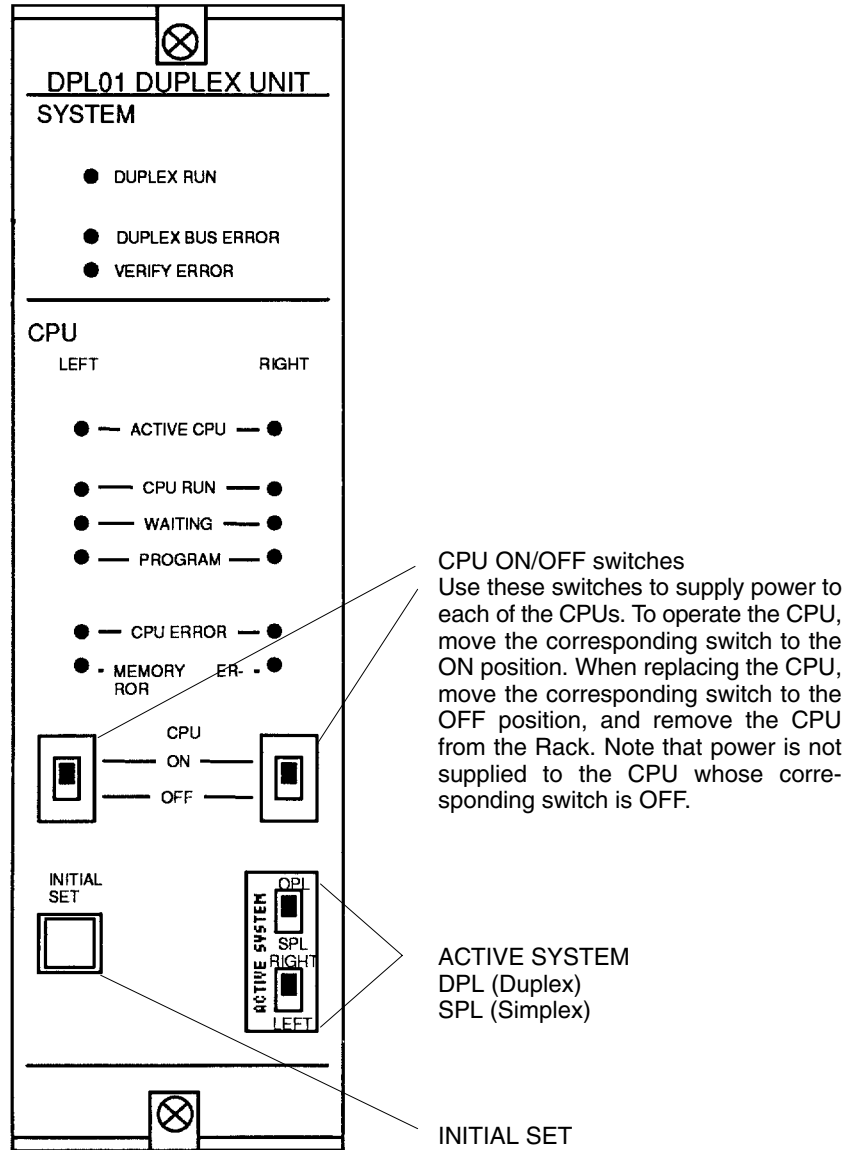 DPL01 DUPLEX UNIT
SYSTEM
DUPLEX RUN
DUPLEX BUS ERROR
VERIFY ERROR
CPU
LEFT RIGHT
ACTIVE CPU
CPU RUN
WAITING
PROGRAM
CPU ERROR
MEMORY ER-
ROR
CPU
ON
OFF
INITIAL
SET
ACTIVE SYSTEM
DPL
SPL
RIGHT
LEFT
CPU ON/OFF switches
Use these switches to supply power to
each of the CPUs. To operate the CPU,
move the corresponding switch to the
ON position. When replacing the CPU,
move the corresponding switch to the
OFF position, and remove the CPU
from the Rack. Note that power is not
supplied to the CPU whose corre-
sponding switch is OFF.
ACTIVE SYSTEM
DPL (Duplex)
SPL (Simplex)
INITIAL SET